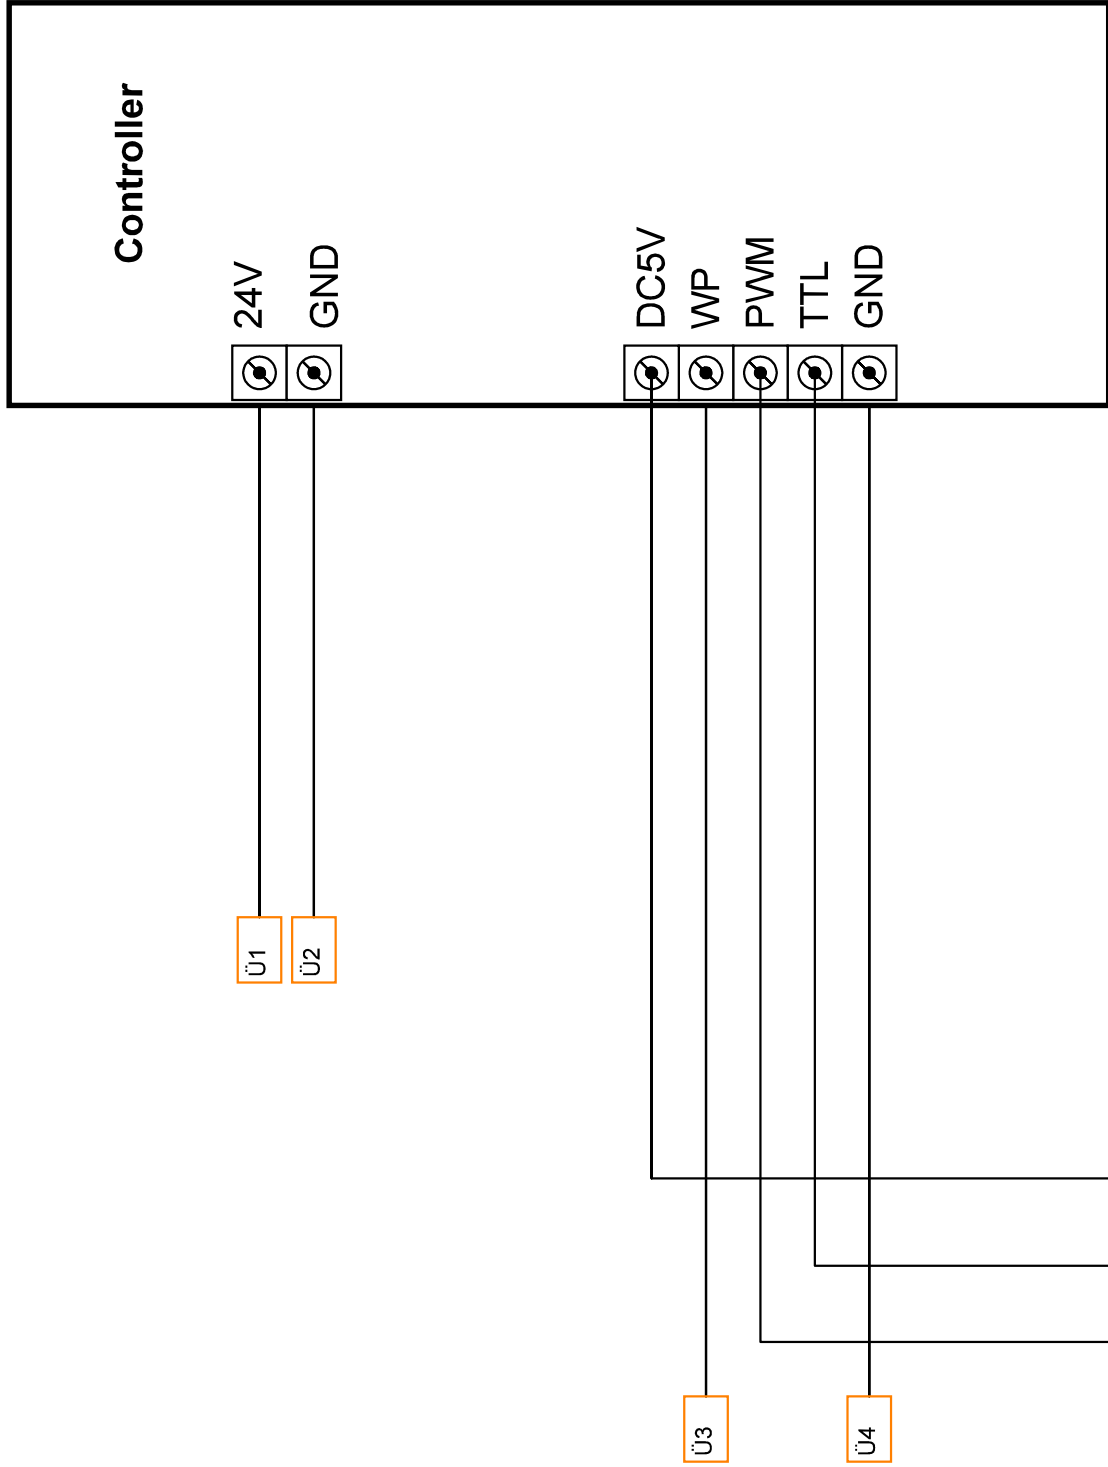 Controller
24V
GND
DC5V
WP
PWM
TTL
GND
Ü1
Ü2
Ü3
Ü4